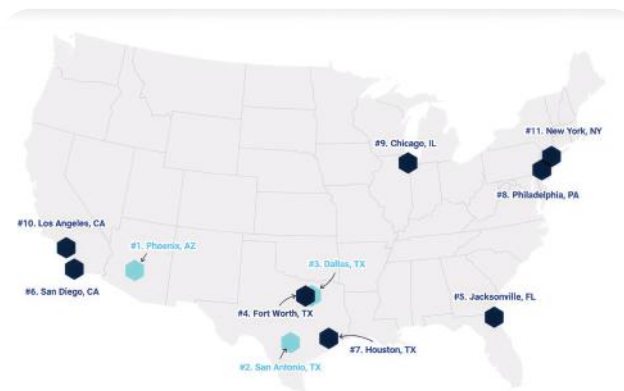 #11. New York, NY
#9. Chicago, IL
#8. Philadelphia, PA
#10. Los Angeles, CA
#1. Phoenix, AZ
#3. Dallas, TX
#6. San Diego, CA
#5. Jacksonville, FL
#4. Fort Worth, TX
#7. Houston, TX
#2. San Antonio, TX